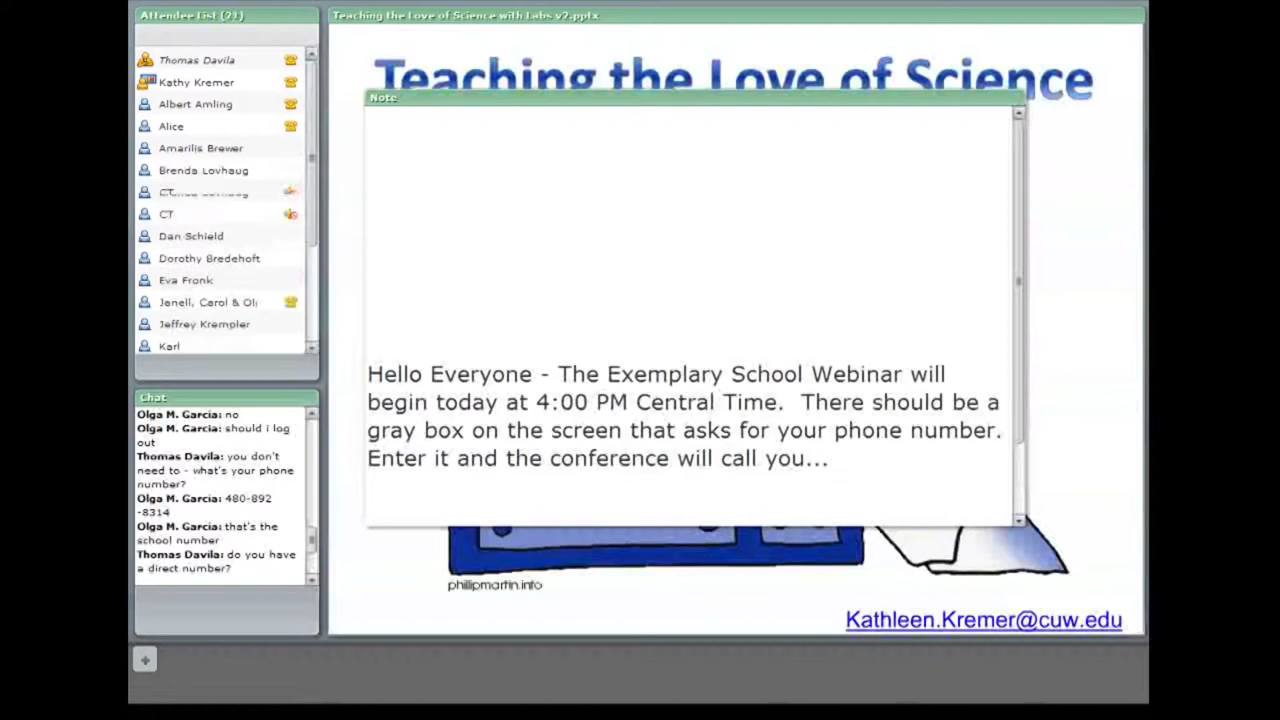 Attendee List (21)
Thomas Davila
Kathy Kremer
Albert Amling
Alice
Amarilis Brewer
Brenda Lovhaug
CT
CT
Dan Schield
Dorothy Bredehoft
Eva Fronk
Janell, Carol & Oli
Jeffrey Krempler
Karl
Chat
Olga M. Garcia: no
Olga M. Garcia: should i log
out
Thomas Davila: you don't
need to - what's your phone
number?
Olga M. Garcia: 480-892
-8314
Olga M. Garcia: that's the
school number
Thomas Davila: do you have
a direct number?
Teaching the Love of Science with Labs v2.pptx
Teaching the Love of Science
Note
Hello Everyone - The Exemplary School Webinar will
begin today at 4:00 PM Central Time. There should be a
gray box on the screen that asks for your phone number.
Enter it and the conference will call you...
phillipmartin.info
Kathleen.Kremer@cuw.edu